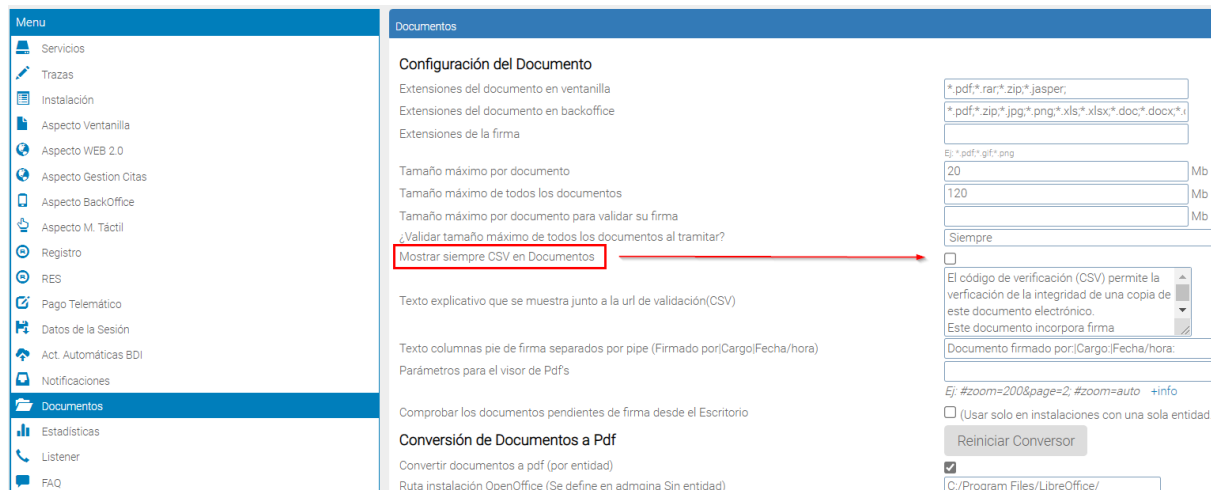 Menu
Servicios
Trazas
Instalación
Aspecto Ventanilla
Aspecto WEB 2.0
Aspecto Gestion Citas
Aspecto BackOffice
Aspecto M. Táctil
Registro
RES
Pago Telemático
Datos de la Sesión
Act. Automáticas BDI
Notificaciones
Documentos
Estadísticas
Listener
FAQ
Documentos
Configuración del Documento
Extensiones del documento en ventanilla *.pdf;*.rar;*.zip;*.jasper;
Extensiones del documento en backoffice *.pdf;*.zip;*.jpg;*.png;*.xls;*.xlsx;*.doc;*.docx;*.
Extensiones de la firma
Ej: *.pdf;*.gif;*.png
Tamaño máximo por documento 20 Mb
Tamaño máximo de todos los documentos 120 Mb
Tamaño máximo por documento para validar su firma Mb
¿Validar tamaño máximo de todos los documentos al tramitar? Siempre
Mostrar siempre CSV en Documentos
Texto explicativo que se muestra junto a la url de validación(CSV)
El código de verificación (CSV) permite la
verficación de la integridad de una copia de
este documento electrónico.
Este documento incorpora firma
Texto columnas pie de firma separados por pipe (Firmado por|Cargo|Fecha/hora) Documento firmado por:|Cargo:|Fecha/hora:
Parámetros para el visor de Pdf's
Ej: #zoom=200&page=2; #zoom=auto +info
Comprobar los documentos pendientes de firma desde el Escritorio (Usar solo en instalaciones con una sola entidad
Conversión de Documentos a Pdf Reiniciar Conversor
Convertir documentos a pdf (por entidad)
Ruta instalación OpenOffice (Se define en admgina Sin entidad) C:/Program Files/LibreOffice/